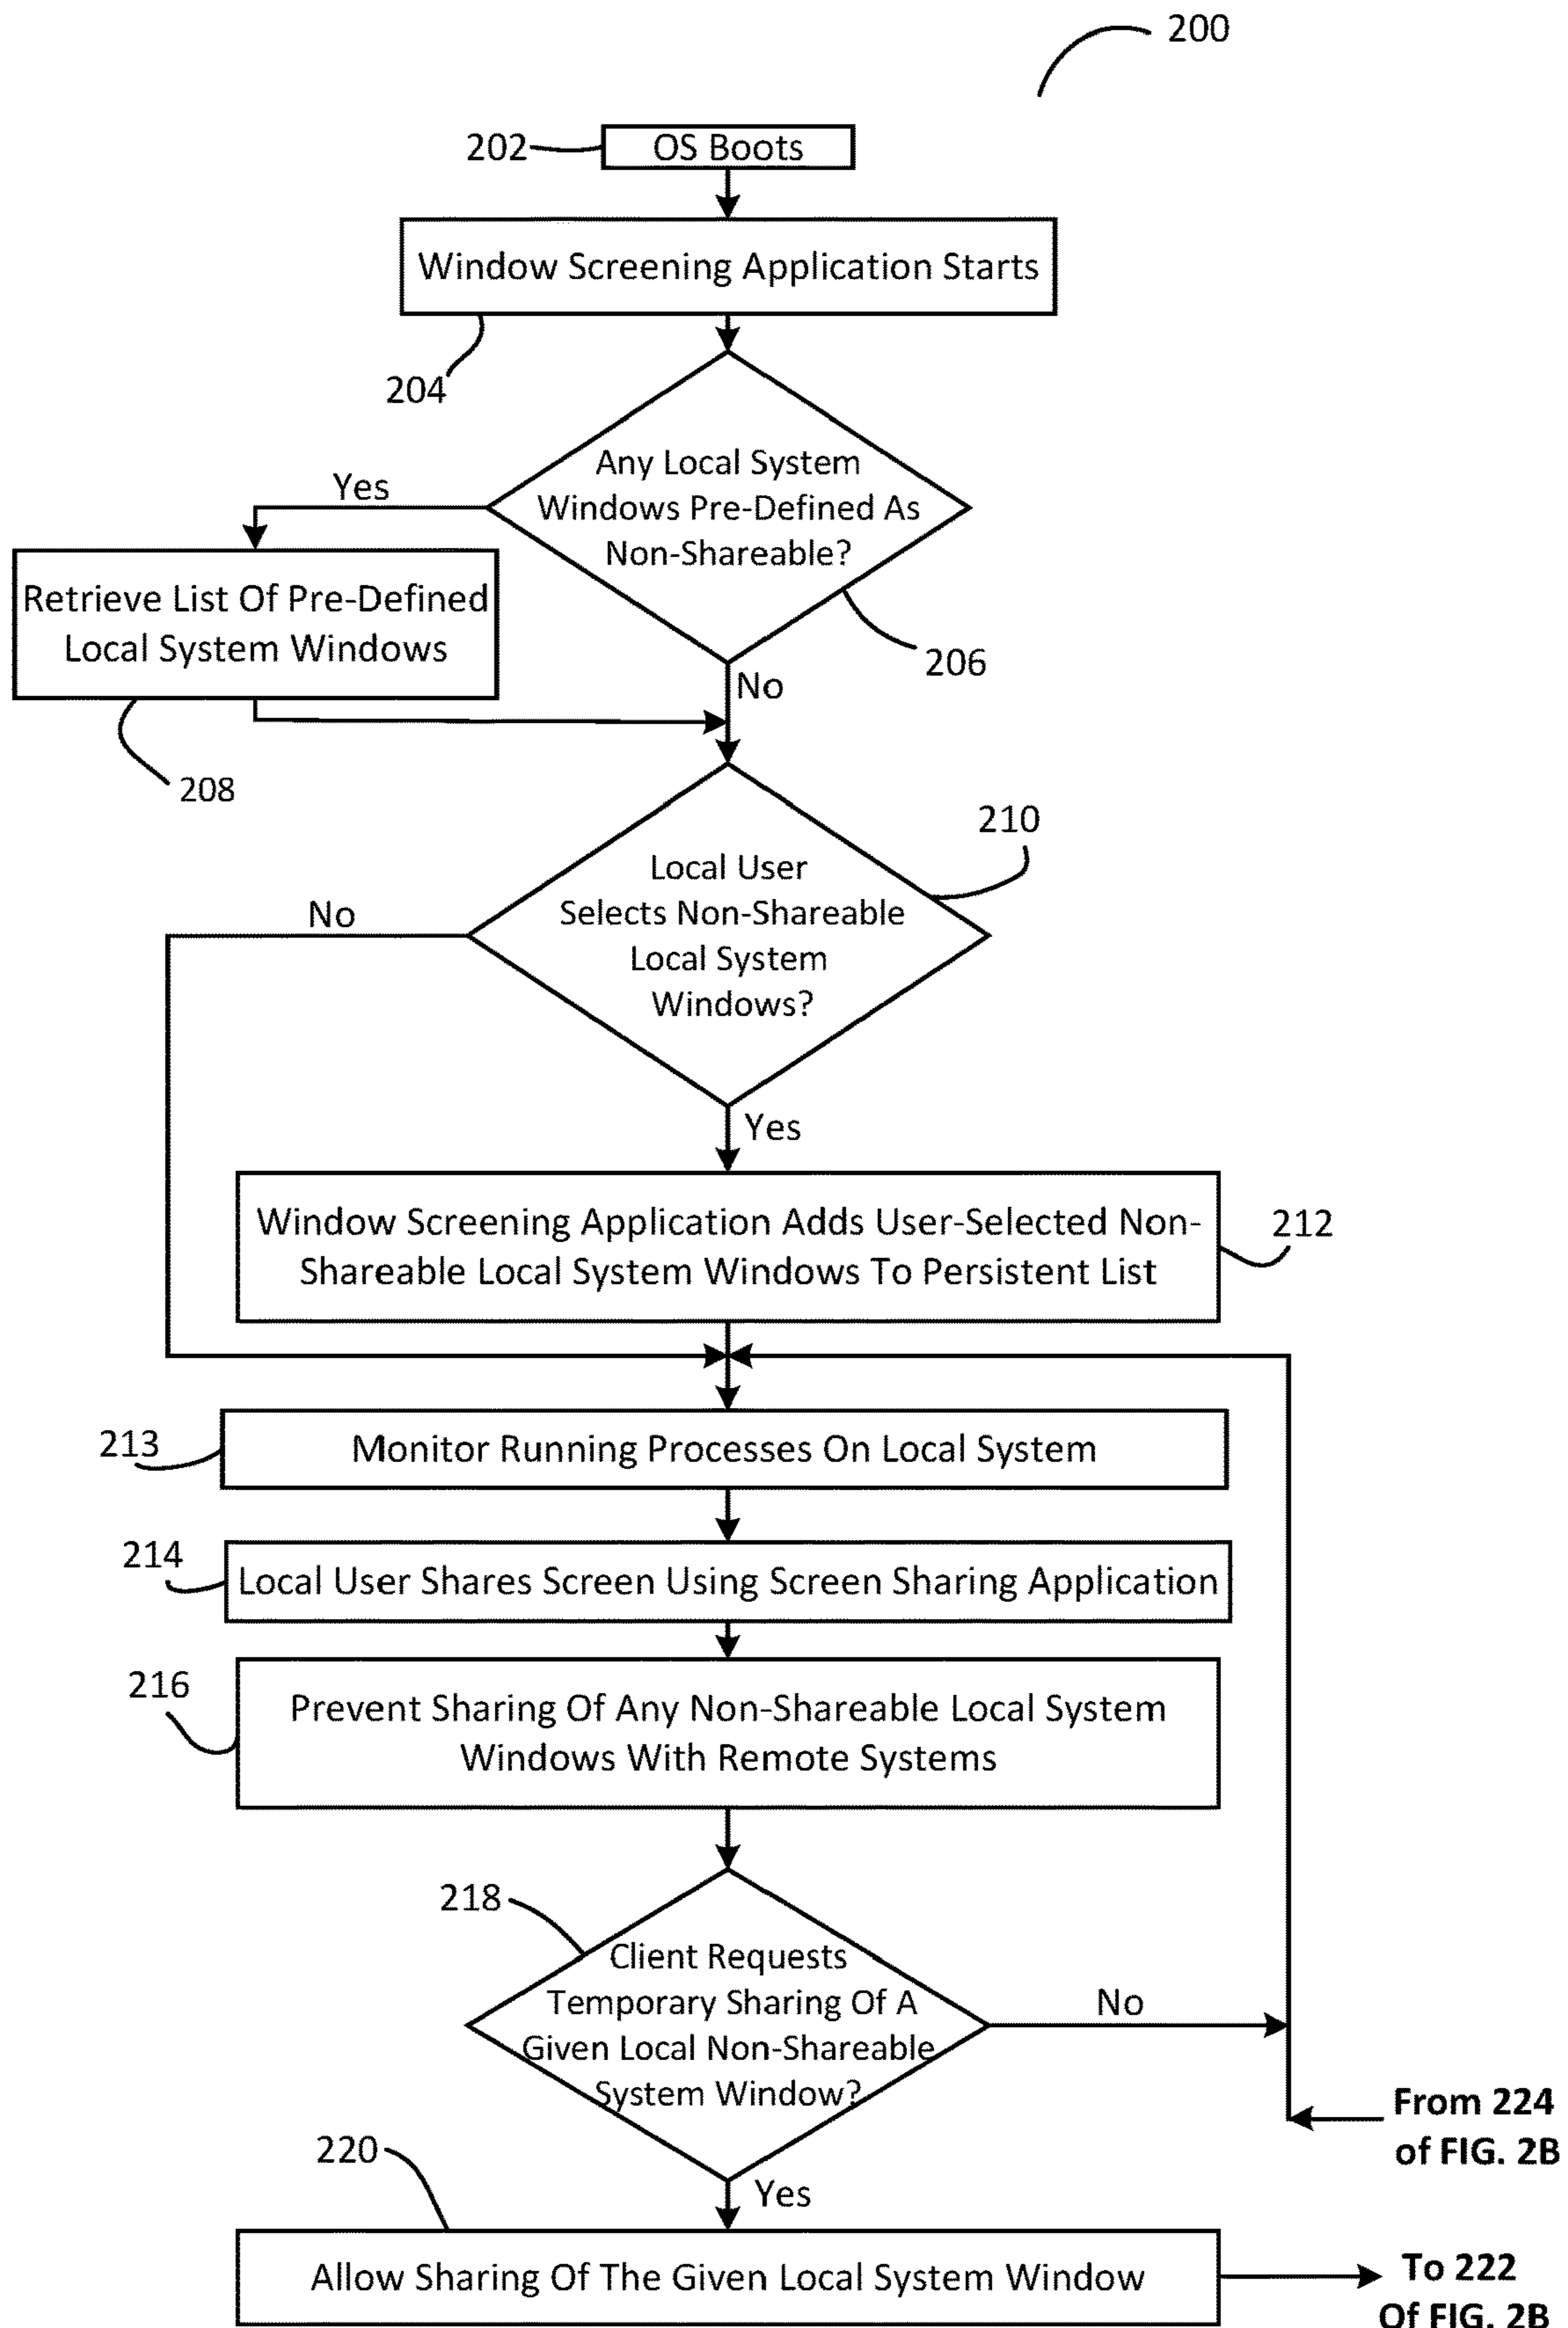 200
202
OS Boots
Window Screening Application Starts
204
Any Local System
Windows Pre-Defined As
Non-Shareable?
Yes
Retrieve List Of Pre-Defined
Local System Windows
206
No
208
210
Local User
Selects Non-Shareable
Local System
Windows?
No
Yes
Window Screening Application Adds User-Selected Non-
Shareable Local System Windows To Persistent List
212
213
Monitor Running Processes On Local System
214
Local User Shares Screen Using Screen Sharing Application
216
Prevent Sharing Of Any Non-Shareable Local System
Windows With Remote Systems
218
Client Requests
Temporary Sharing Of A
Given Local Non-Shareable
System Window?
No
From 224
of FIG. 2B
220
Yes
Allow Sharing Of The Given Local System Window
To 222
Of FIG. 2B